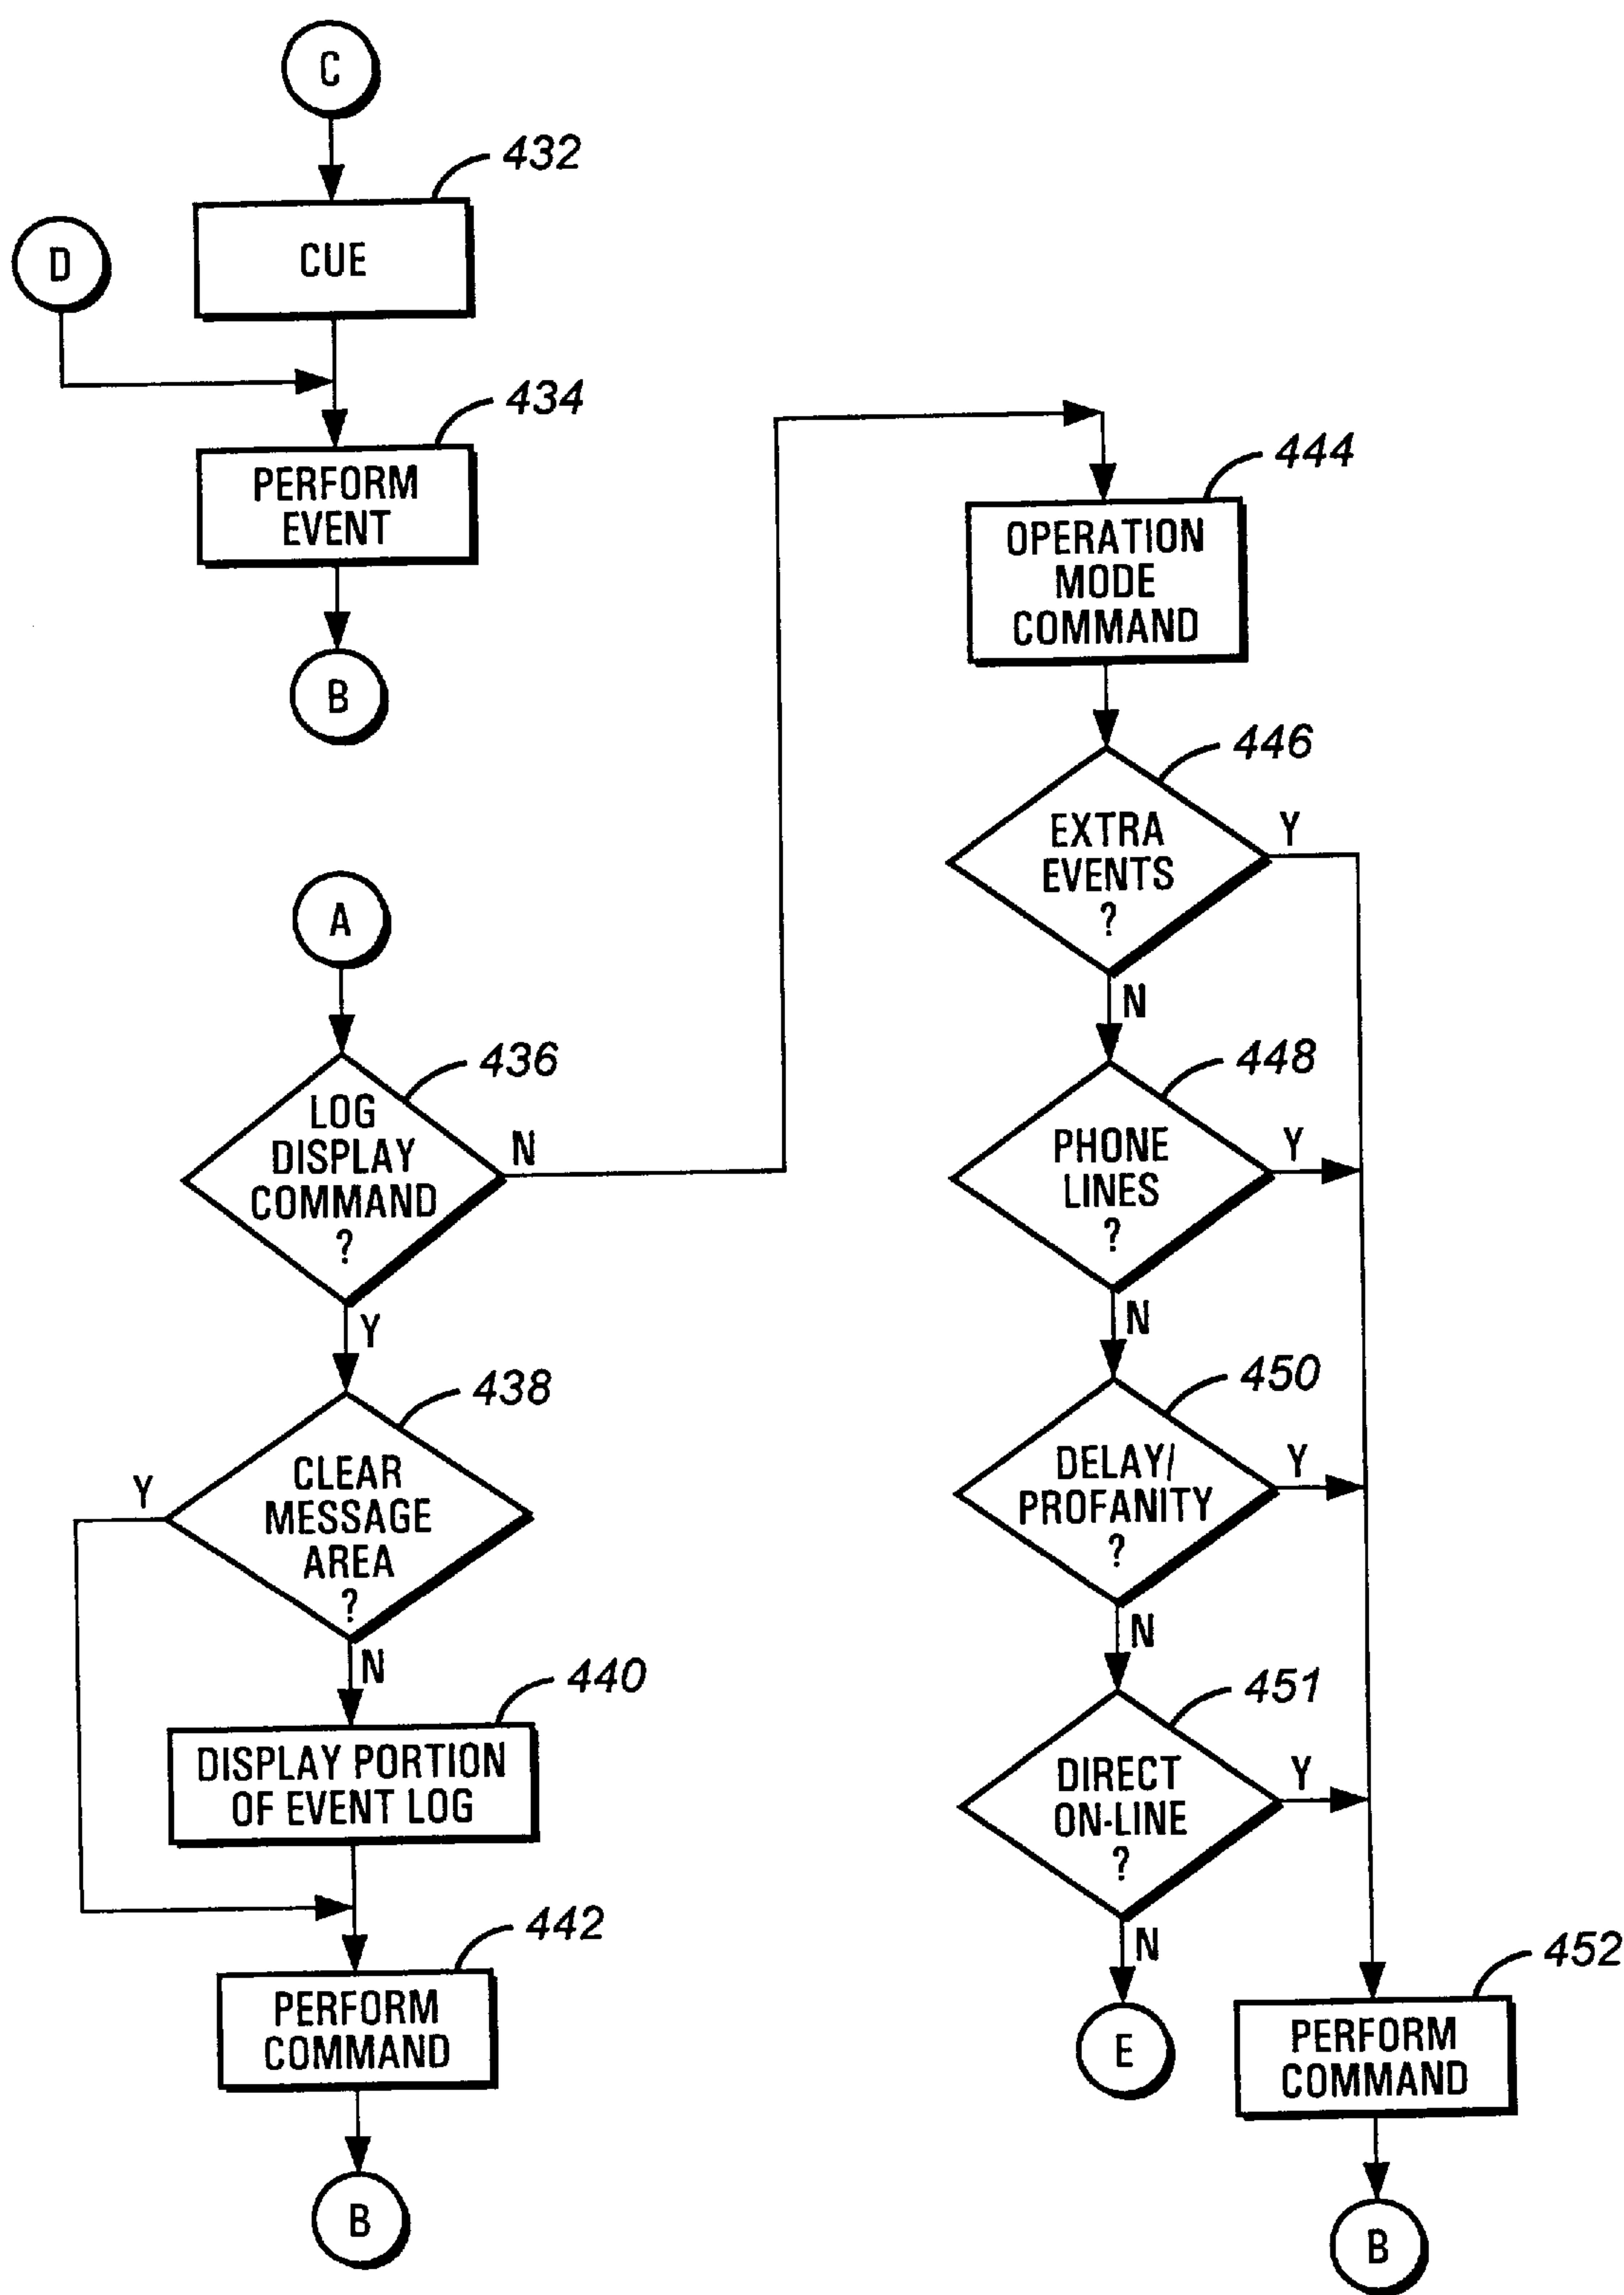 C
432
CUE
D
434
PERFORM
EVENT
B
A
436
LOG
DISPLAY
COMMAND
?
N
Y
438
CLEAR
MESSAGE
AREA
?
Y
N
440
DISPLAY PORTION
OF EVENT LOG
442
PERFORM
COMMAND
B
444
OPERATION
MODE
COMMAND
446
EXTRA
EVENTS
?
Y
N
448
PHONE
LINES
?
Y
N
450
DELAY/
PROFANITY
?
Y
N
451
DIRECT
ON-LINE
?
Y
N
E
452
PERFORM
COMMAND
B